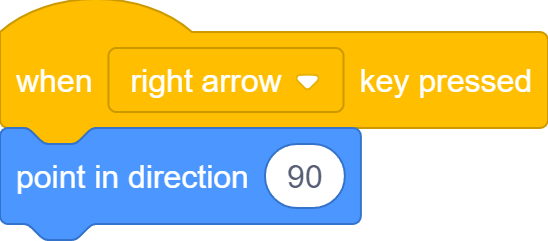 when right arrow key pressed
point in direction 90